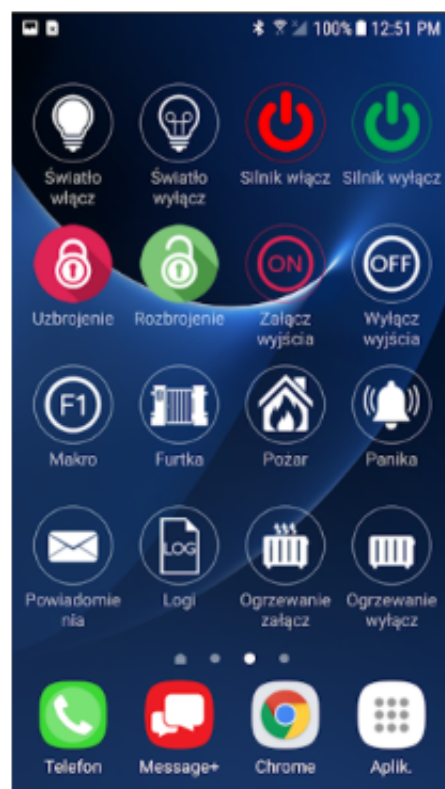 100% 12:51 PM
Światło Światło Silnik włącz Silnik wyłącz
włącz wyłącz
ON OFF
Uzbrojenie Rozbrojenie Załącz Wyłącz
wyjścia wyjścia
F1
Makro Furtka Pożar Panika
LOG
Powiadomie Logi Ogrzewanie Ogrzewanie
nia załącz wyłącz
Telefon Message+ Chrome Aplik.